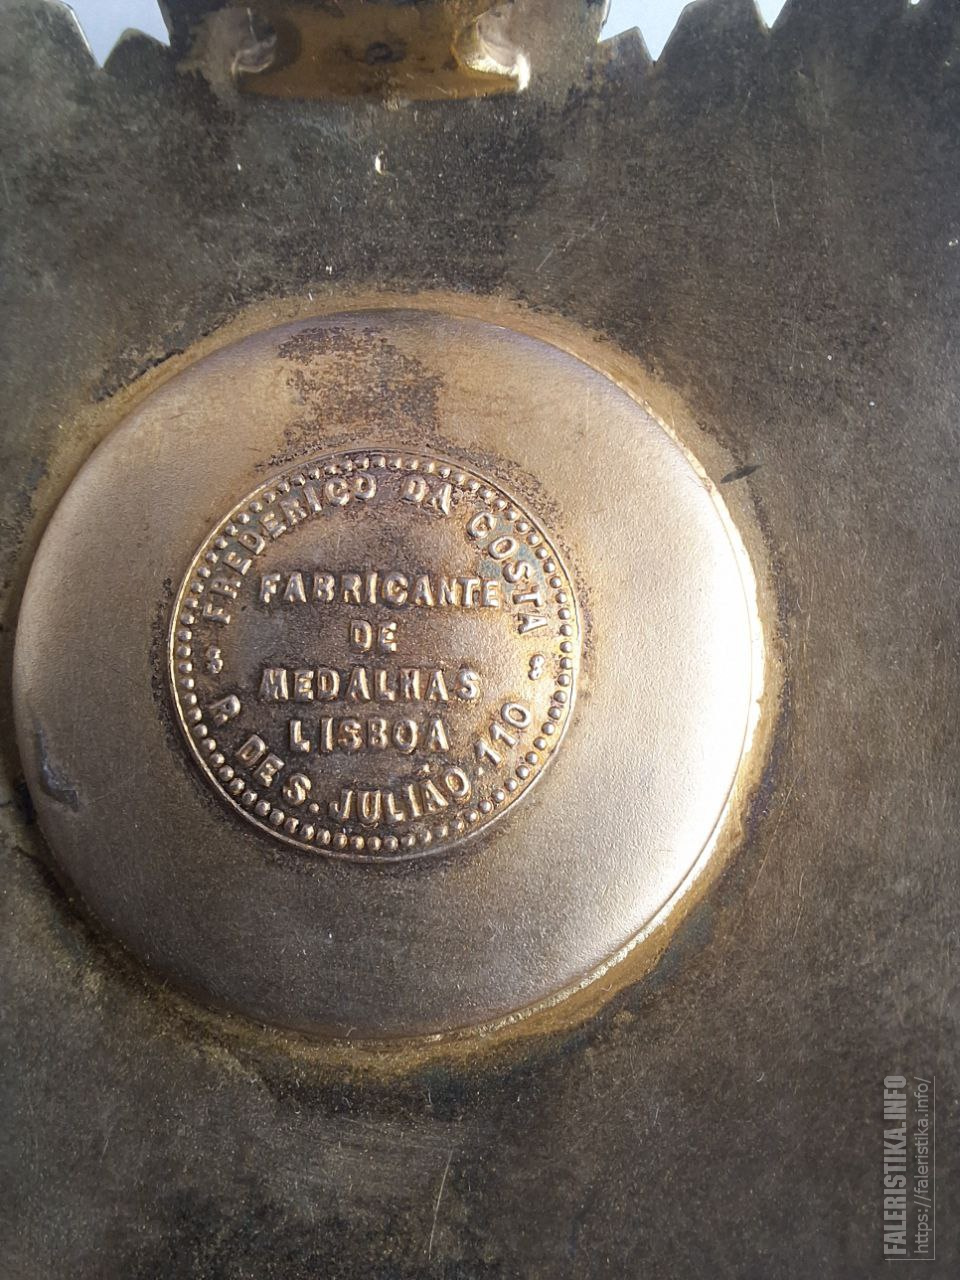 FREDERICO DA COSTA
FABRICANTE
DE
MEDALHAS
LISBOA
R DE S. JULIÃO. 110
FALERISTIKA.INFO
https://faleristika.info/